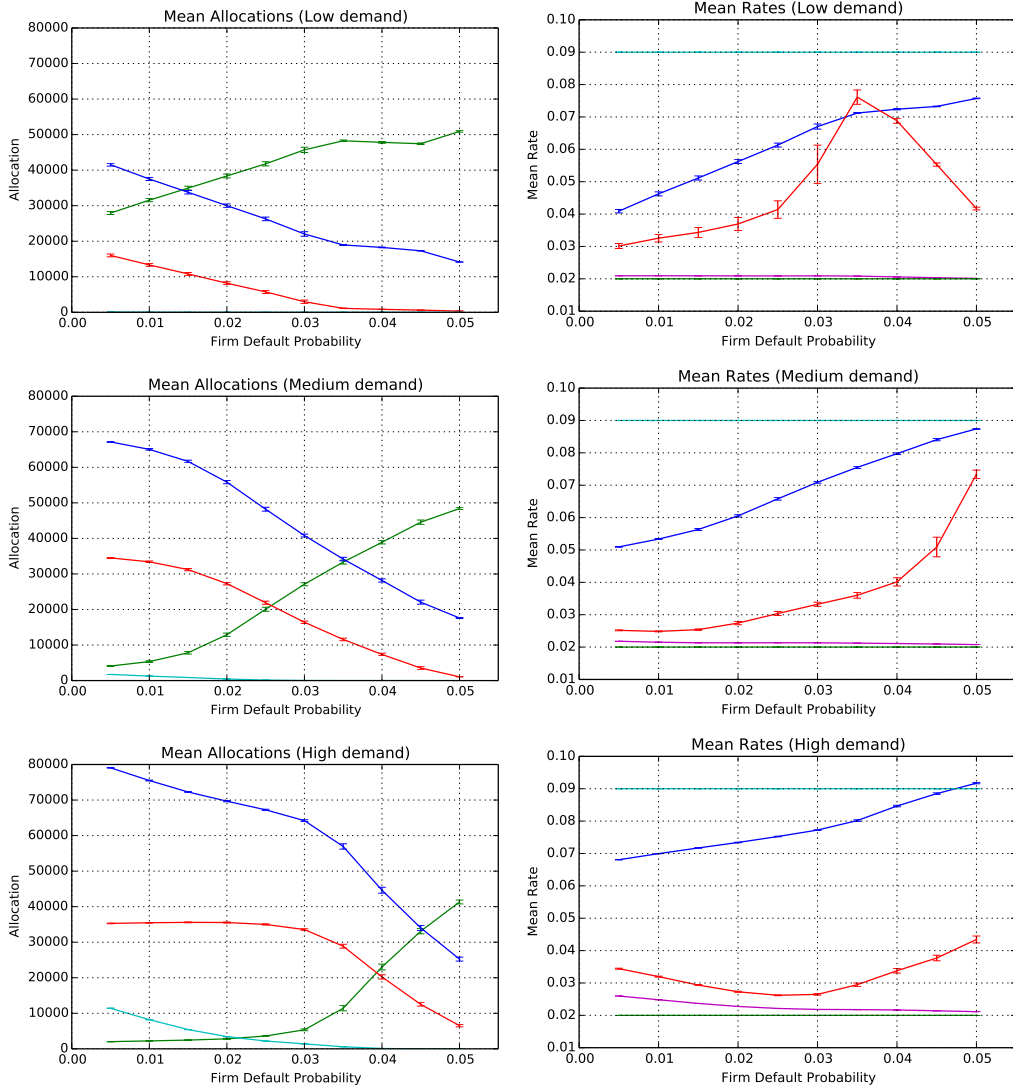 Mean Allocations (Low demand)
80000
70000
60000
50000
40000
30000
20000
10000
0
Allocation
0.00 0.01 0.02 0.03 0.04 0.05
Firm Default Probability
Mean Rates (Low demand)
0.10
0.09
0.08
0.07
0.06
0.05
0.04
0.03
0.02
0.01
Mean Rate
0.00 0.01 0.02 0.03 0.04 0.05
Firm Default Probability
Mean Allocations (Medium demand)
80000
70000
60000
50000
40000
30000
20000
10000
0
Allocation
0.00 0.01 0.02 0.03 0.04 0.05
Firm Default Probability
Mean Rates (Medium demand)
0.10
0.09
0.08
0.07
0.06
0.05
0.04
0.03
0.02
0.01
Mean Rate
0.00 0.01 0.02 0.03 0.04 0.05
Firm Default Probability
Mean Allocations (High demand)
80000
70000
60000
50000
40000
30000
20000
10000
0
Allocation
0.00 0.01 0.02 0.03 0.04 0.05
Firm Default Probability
Mean Rates (High demand)
0.10
0.09
0.08
0.07
0.06
0.05
0.04
0.03
0.02
0.01
Mean Rate
0.00 0.01 0.02 0.03 0.04 0.05
Firm Default Probability